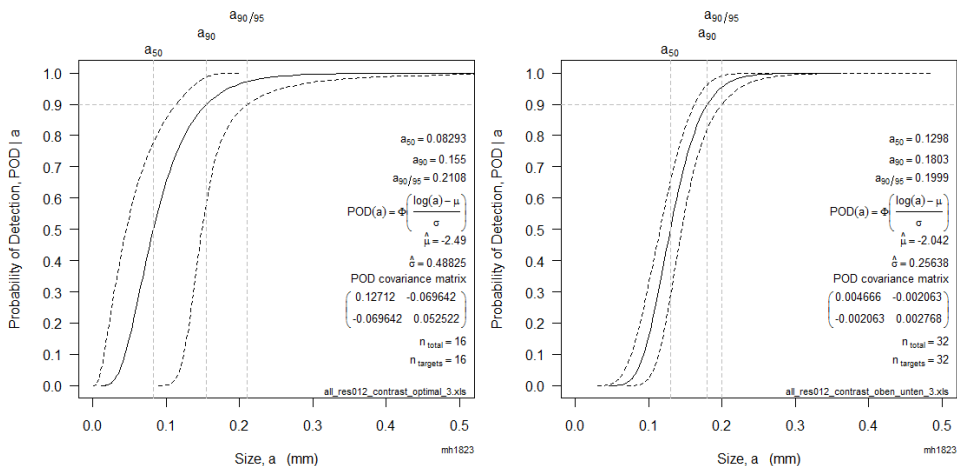 a90/95
a90
a50
1.0
0.9
0.8
0.7
0.6
0.5
0.4
0.3
0.2
0.1
0.0
Probability of Detection, POD | a
a50 = 0.08293
a90 = 0.155
a90/95 = 0.2108
POD(a) = Φ( (log(a) − μ) / σ )
μ̂ = -2.49
σ̂ = 0.48825
POD covariance matrix
0.12712 -0.069642
-0.069642 0.052522
n total = 16
n targets = 16
all_res012_contrast_optimal_3.xls
0.0 0.1 0.2 0.3 0.4 0.5
Size, a (mm)
mh1823
a90/95
a50 a90
1.0
0.9
0.8
0.7
0.6
0.5
0.4
0.3
0.2
0.1
0.0
Probability of Detection, POD | a
a50 = 0.1298
a90 = 0.1803
a90/95 = 0.1999
POD(a) = Φ( (log(a) − μ) / σ )
μ̂ = -2.042
σ̂ = 0.25638
POD covariance matrix
0.004666 -0.002063
-0.002063 0.002768
n total = 32
n targets = 32
all_res012_contrast_oben_unten_3.xls
0.0 0.1 0.2 0.3 0.4 0.5
Size, a (mm)
mh1823